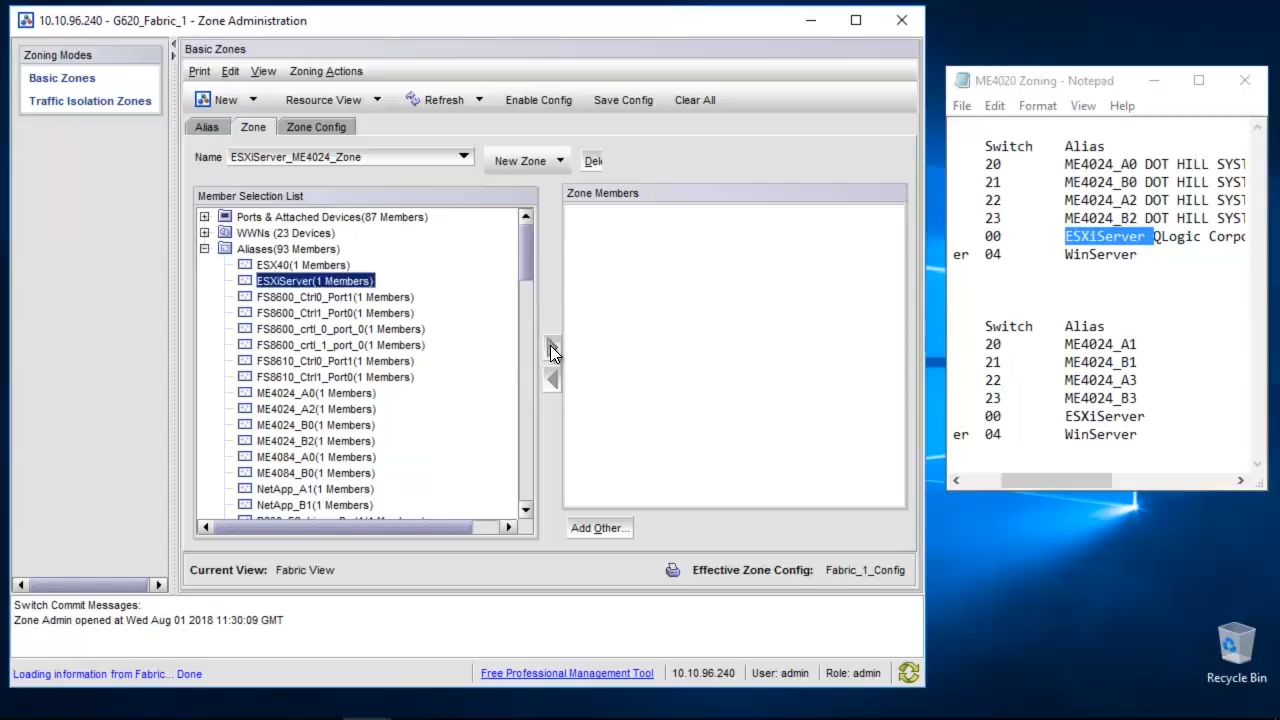 10.10.96.240 - G620_Fabric_1 - Zone Administration
Zoning Modes
Basic Zones
Traffic Isolation Zones
Basic Zones
Print Edit View Zoning Actions
New Resource View Refresh Enable Config Save Config Clear All
Alias Zone Zone Config
Name ESXiServer_ME4024_Zone New Zone Del
Member Selection List
Ports & Attached Devices(87 Members)
WWNs (23 Devices)
Aliases(93 Members)
ESX40(1 Members)
ESXiServer(1 Members)
FS8600_Ctrl0_Port1(1 Members)
FS8600_Ctrl1_Port0(1 Members)
FS8600_crtl_0_port_0(1 Members)
FS8600_crtl_1_port_0(1 Members)
FS8610_Ctrl0_Port1(1 Members)
FS8610_Ctrl1_Port0(1 Members)
ME4024_A0(1 Members)
ME4024_A2(1 Members)
ME4024_B0(1 Members)
ME4024_B2(1 Members)
ME4084_A0(1 Members)
ME4084_B0(1 Members)
NetApp_A1(1 Members)
NetApp_B1(1 Members)
Zone Members
Add Other...
Current View: Fabric View
Effective Zone Config: Fabric_1_Config
Switch Commit Messages:
Zone Admin opened at Wed Aug 01 2018 11:30:09 GMT
Loading information from Fabric... Done
Free Professional Management Tool
10.10.96.240
User: admin
Role: admin
ME4020 Zoning - Notepad
File Edit Format View Help
Switch Alias
20 ME4024_A0 DOT HILL SYST
21 ME4024_B0 DOT HILL SYST
22 ME4024_A2 DOT HILL SYST
23 ME4024_B2 DOT HILL SYST
00 ESXiServer QLogic Corpo
er 04 WinServer
Switch Alias
20 ME4024_A1
21 ME4024_B1
22 ME4024_A3
23 ME4024_B3
00 ESXiServer
er 04 WinServer
Recycle Bin